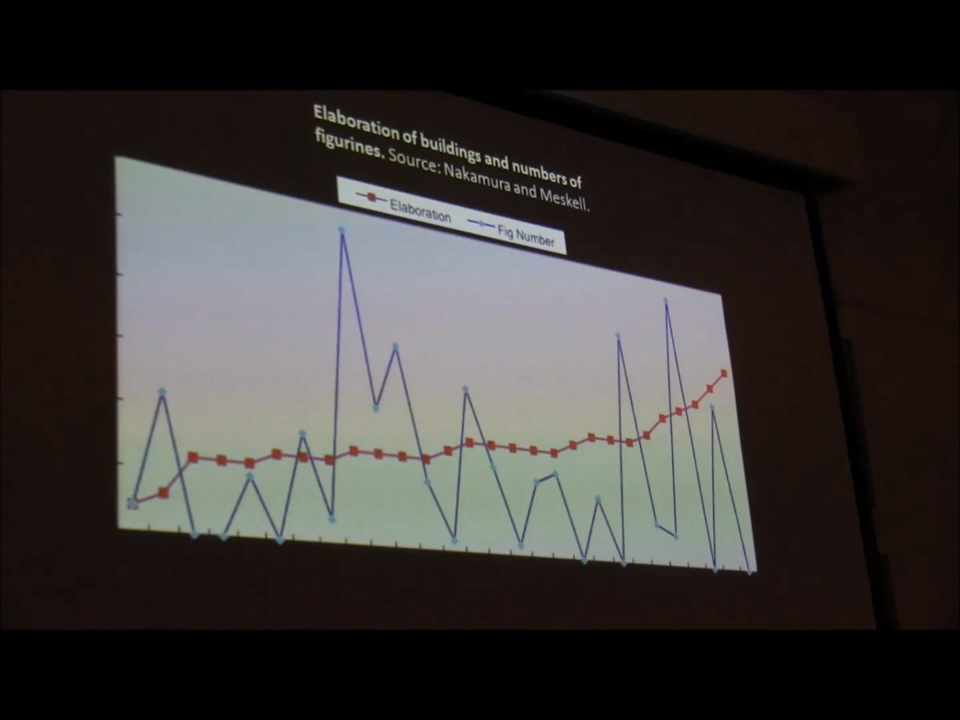 Elaboration of buildings and numbers of
figurines. Source: Nakamura and Meskell.
Elaboration Fig Number